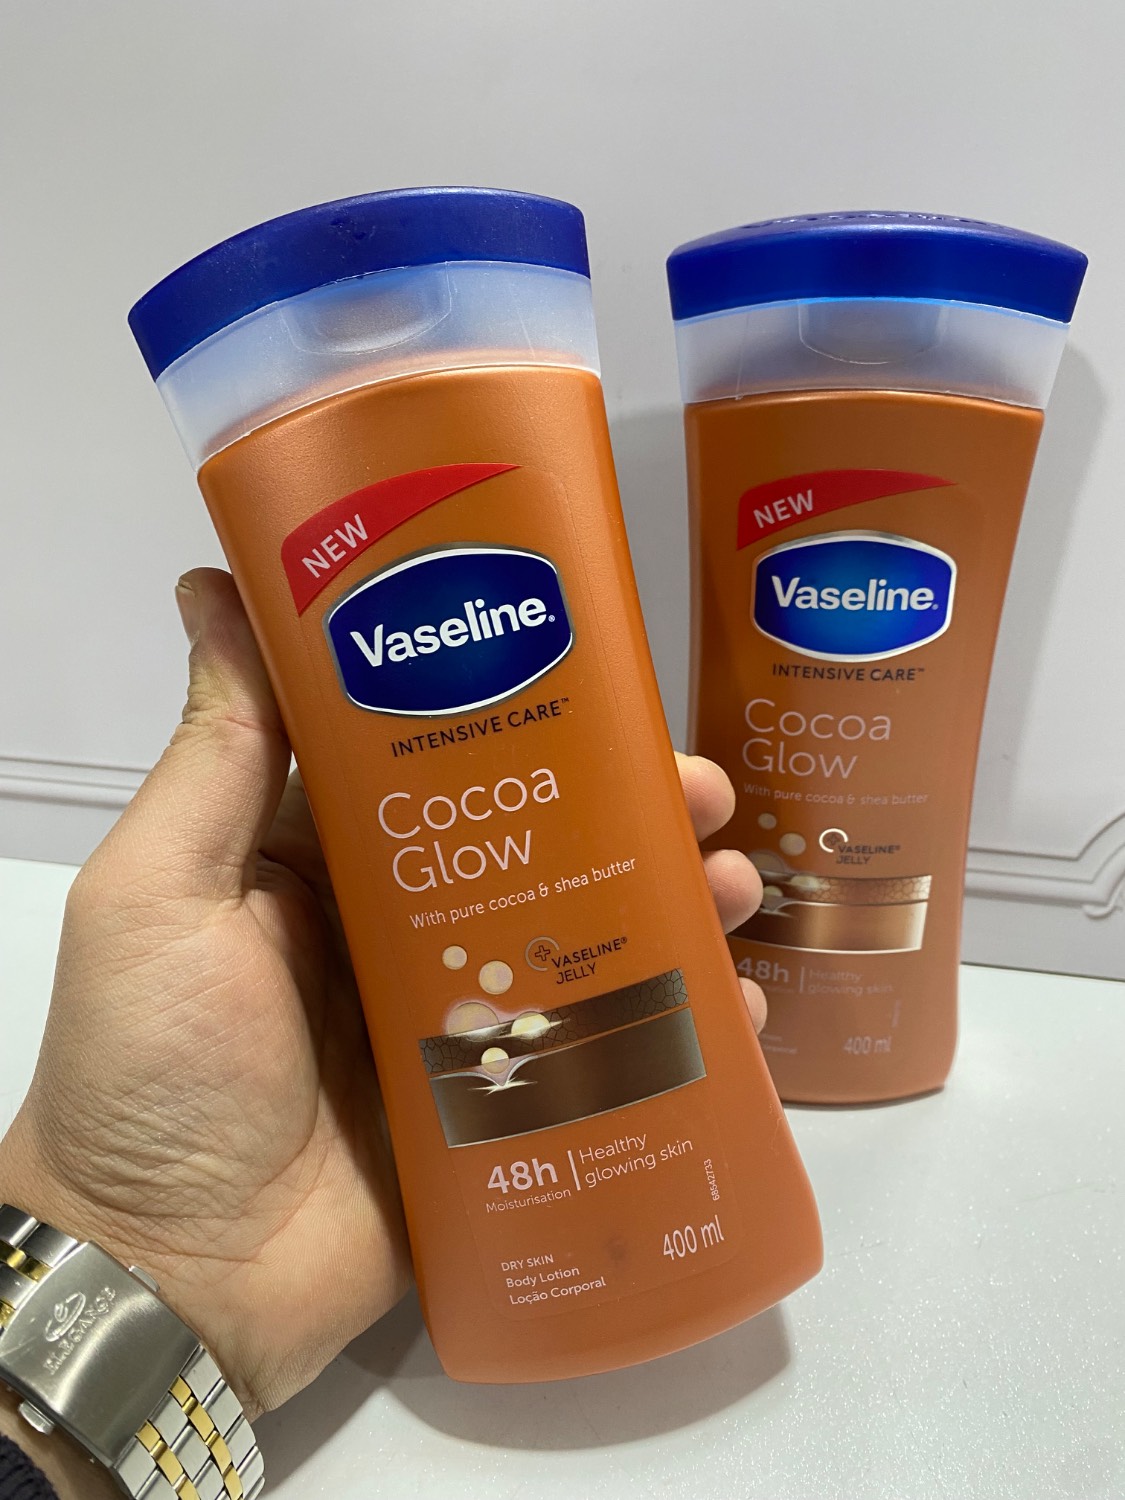 NEW
Vaseline®
INTENSIVE CARE™
Cocoa
Glow
With pure cocoa & shea butter
VASELINE®
JELLY
48h
Moisturisation
Healthy
glowing skin
68542733
400 ml
DRY SKIN
Body Lotion
Loção Corporal
NEW
Vaseline®
INTENSIVE CARE™
Cocoa
Glow
With pure cocoa & shea butter
VASELINE®
JELLY
48h
Healthy
glowing skin
400 ml
ELEGANCE